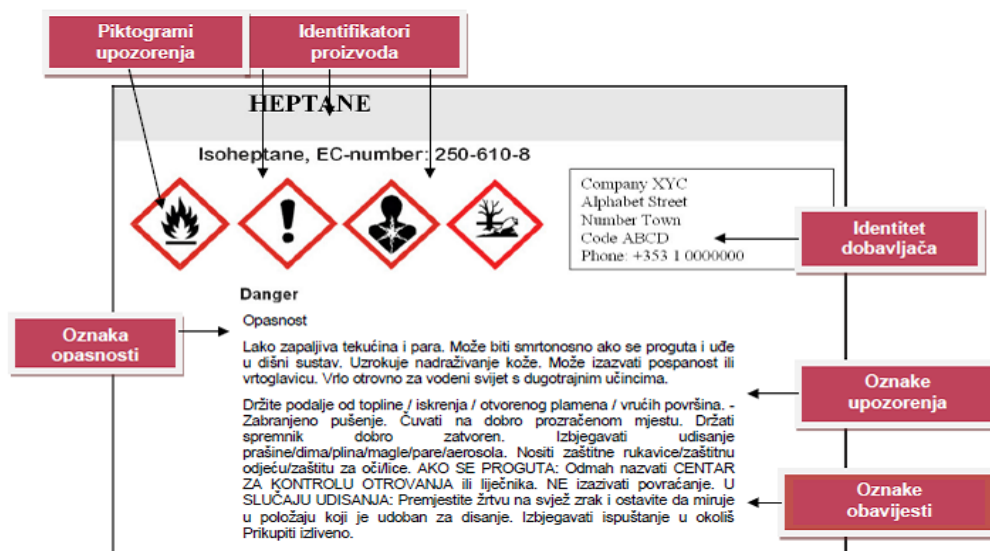 Piktogrami
upozorenja
Identifikatori
proizvoda
HEPTANE
Isoheptane, EC-number: 250-610-8
Company XYC
Alphabet Street
Number Town
Code ABCD
Phone: +353 1 0000000
Identitet
dobavljača
Danger
Opasnost
Oznaka
opasnosti
Lako zapaljiva tekućina i para. Može biti smrtonosno ako se proguta i uđe
u dišni sustav. Uzrokuje nadraživanje kože. Može izazvati pospanost ili
vrtoglavicu. Vrlo otrovno za vodeni svijet s dugotrajnim učincima.
Oznake
upozorenja
Držite podalje od topline / iskrenja / otvorenog plamena / vrućih površina. -
Zabranjeno pušenje. Čuvati na dobro prozračenom mjestu. Držati
spremnik dobro zatvoren. Izbjegavati udisanje
prašine/dima/plina/magle/pare/aerosola. Nositi zaštitne rukavice/zaštitnu
odjeću/zaštitu za oči/lice. AKO SE PROGUTA: Odmah nazvati CENTAR
ZA KONTROLU OTROVANJA ili liječnika. NE izazivati povraćanje. U
SLUČAJU UDISANJA: Premjestite žrtvu na svjež zrak i ostavite da miruje
u položaju koji je udoban za disanje. Izbjegavati ispuštanje u okoliš
Prikupiti izliveno.
Oznake
obavijesti